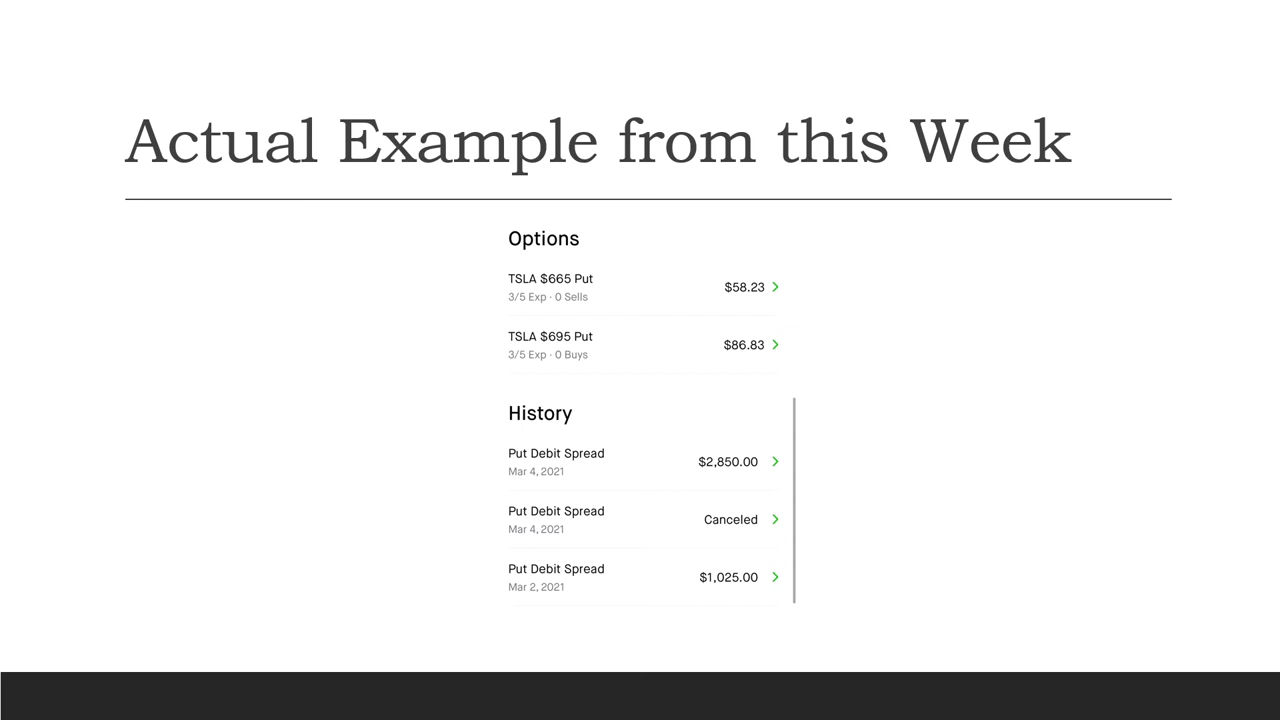 Actual Example from this Week
Options
TSLA $665 Put
$58.23
3/5 Exp · 0 Sells
TSLA $695 Put
$86.83
3/5 Exp · 0 Buys
History
Put Debit Spread
$2,850.00
Mar 4, 2021
Put Debit Spread
Canceled
Mar 4, 2021
Put Debit Spread
$1,025.00
Mar 2, 2021